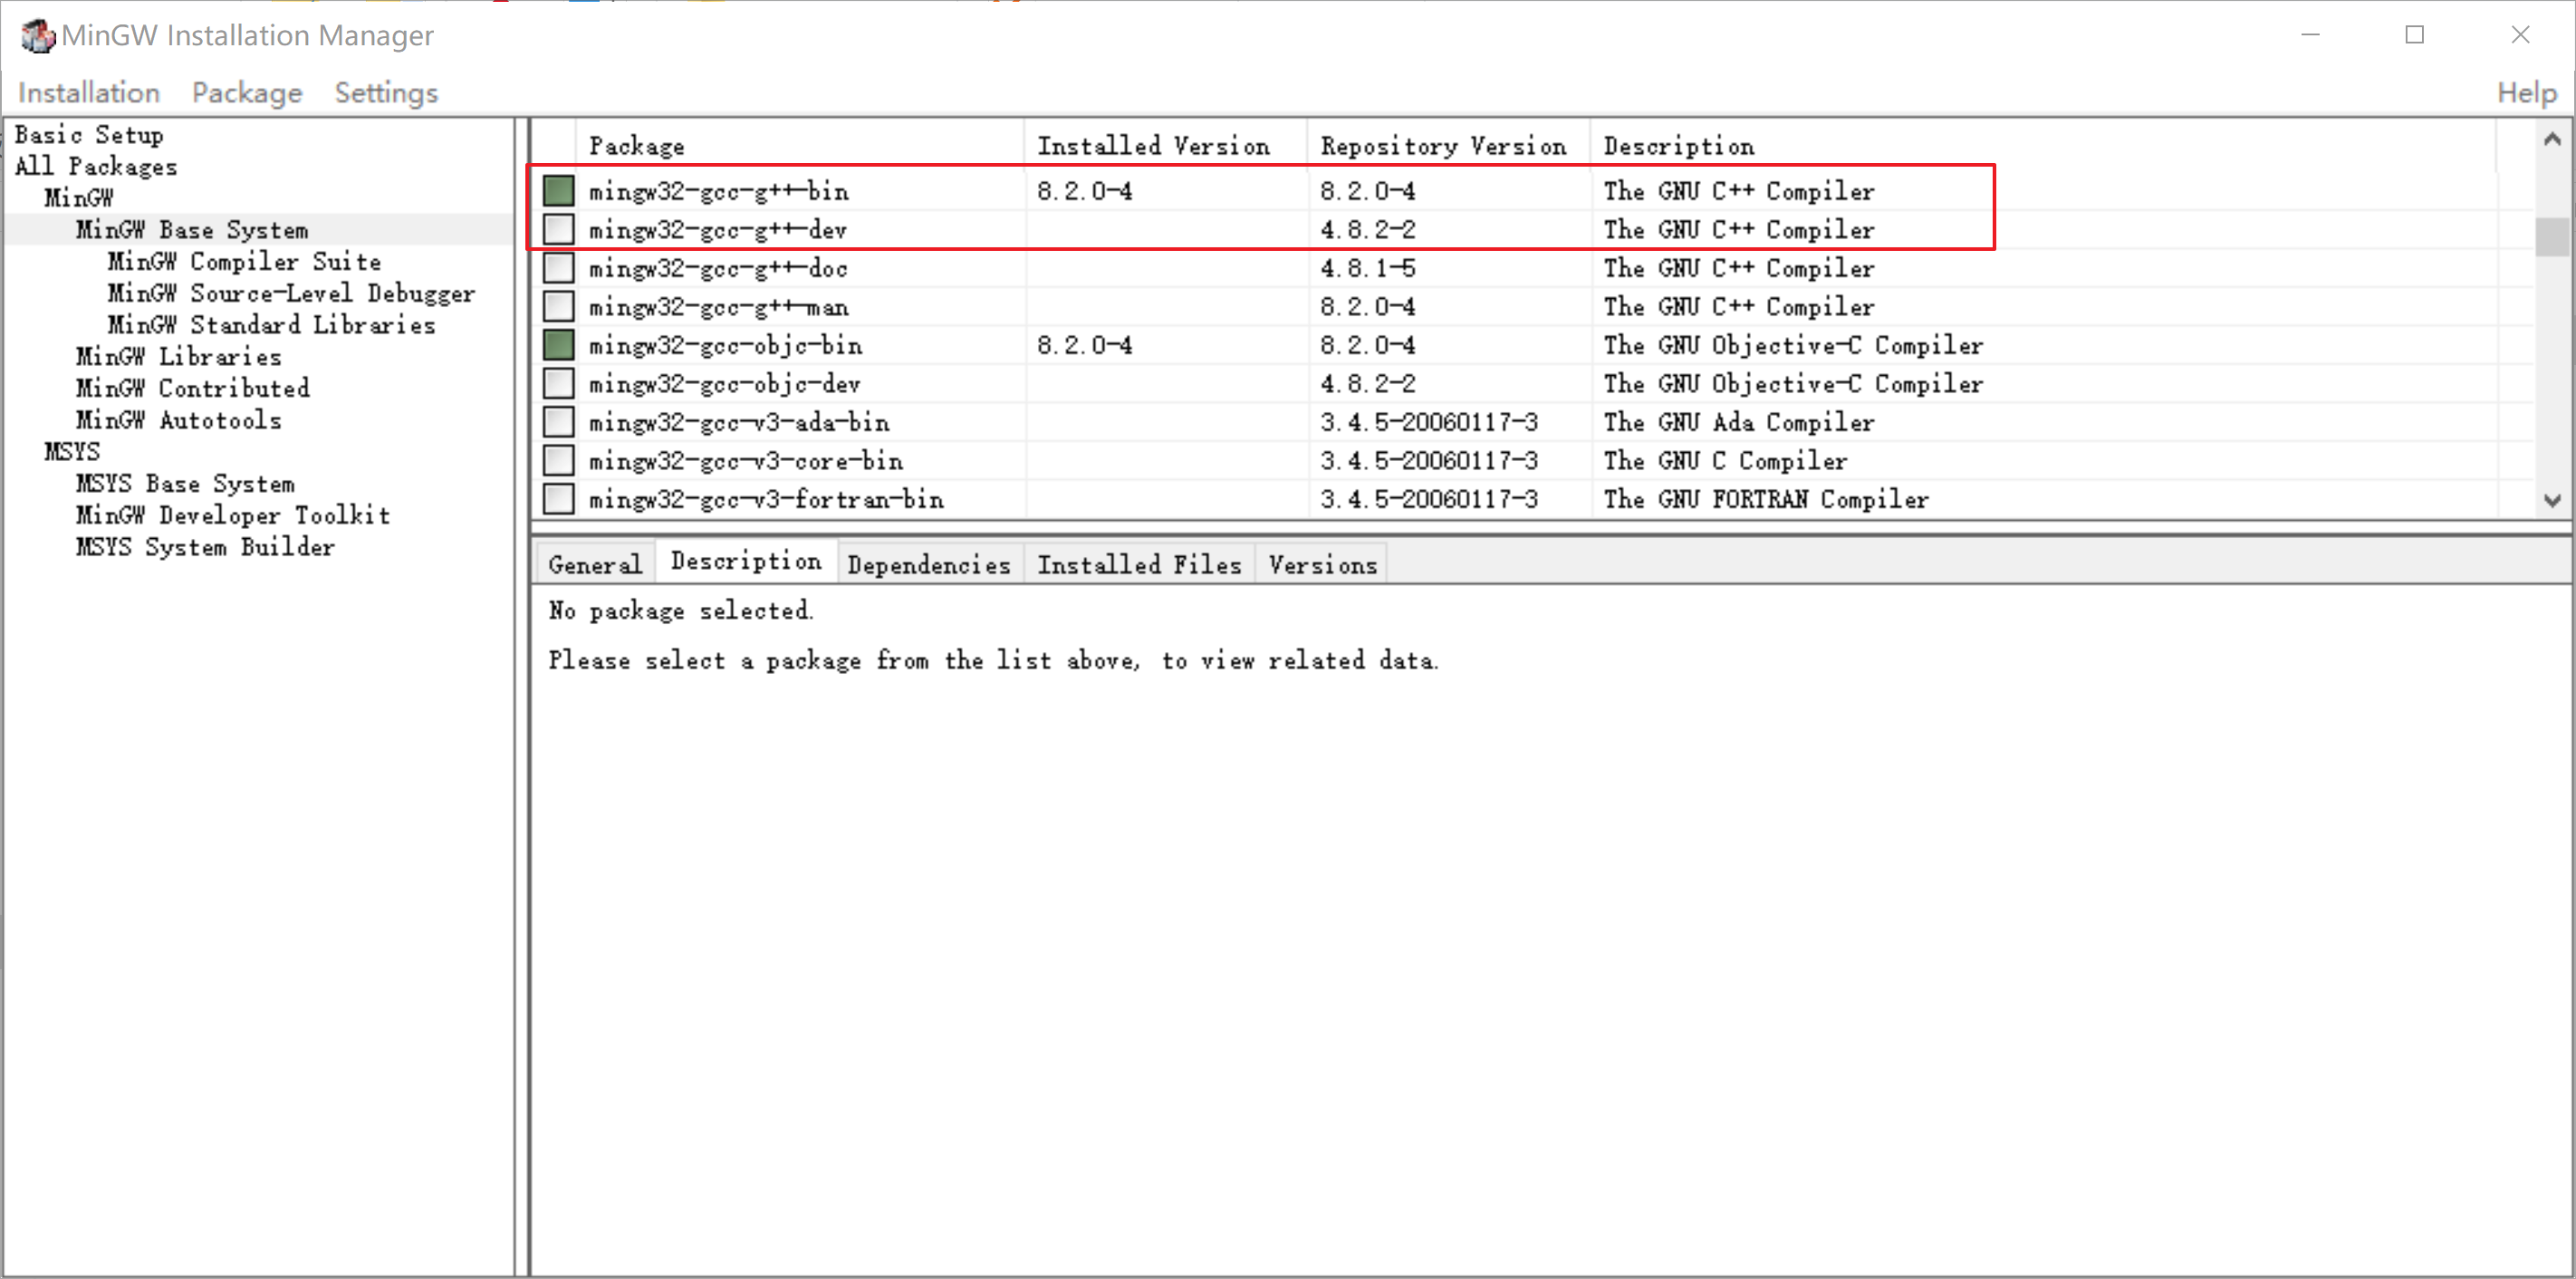 MinGW Installation Manager
Installation Package Settings Help
Basic Setup
All Packages
MinGW
MinGW Base System
MinGW Compiler Suite
MinGW Source-Level Debugger
MinGW Standard Libraries
MinGW Libraries
MinGW Contributed
MinGW Autotools
MSYS
MSYS Base System
MinGW Developer Toolkit
MSYS System Builder
Package Installed Version Repository Version Description
mingw32-gcc-g++-bin 8.2.0-4 8.2.0-4 The GNU C++ Compiler
mingw32-gcc-g++-dev 4.8.2-2 The GNU C++ Compiler
mingw32-gcc-g++-doc 4.8.1-5 The GNU C++ Compiler
mingw32-gcc-g++-man 8.2.0-4 The GNU C++ Compiler
mingw32-gcc-objc-bin 8.2.0-4 8.2.0-4 The GNU Objective-C Compiler
mingw32-gcc-objc-dev 4.8.2-2 The GNU Objective-C Compiler
mingw32-gcc-v3-ada-bin 3.4.5-20060117-3 The GNU Ada Compiler
mingw32-gcc-v3-core-bin 3.4.5-20060117-3 The GNU C Compiler
mingw32-gcc-v3-fortran-bin 3.4.5-20060117-3 The GNU FORTRAN Compiler
General Description Dependencies Installed Files Versions
No package selected.
Please select a package from the list above, to view related data.